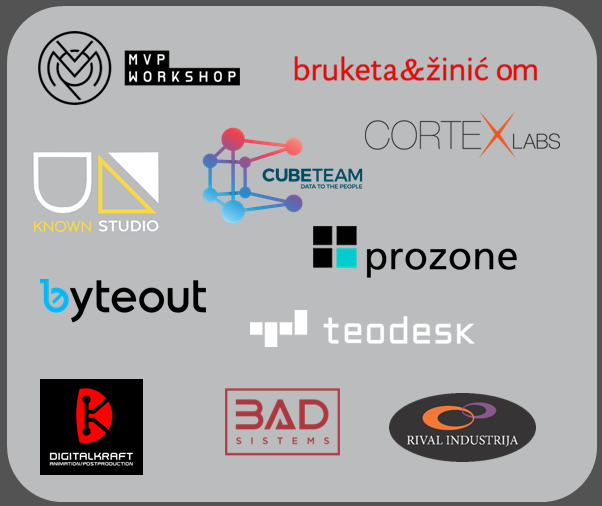 MVP
WORKSHOP
bruketa&žinić om
CORTEX LABS
CUBETEAM
DATA TO THE PEOPLE
UN
KNOWN STUDIO
prozone
byteout
teodesk
DIGITALKRAFT
ANIMATION/POSTPRODUCTION
BAD
SISTEMS
RIVAL INDUSTRIJA